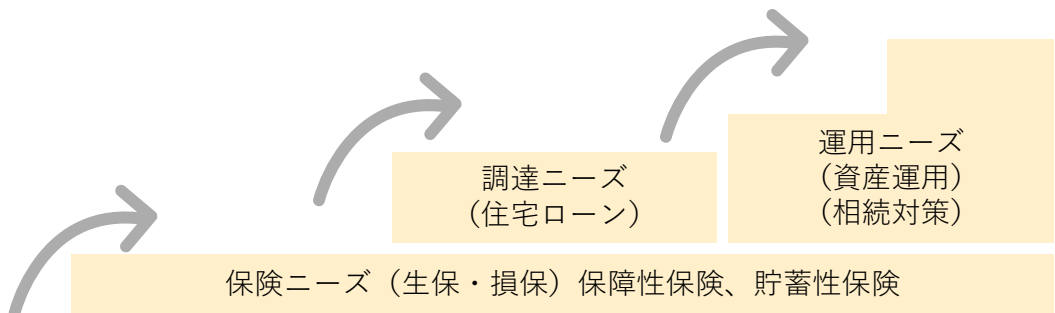 運用ニーズ
（資産運用）
（相続対策）
調達ニーズ
（住宅ローン）
保険ニーズ（生保・損保）保障性保険、貯蓄性保険